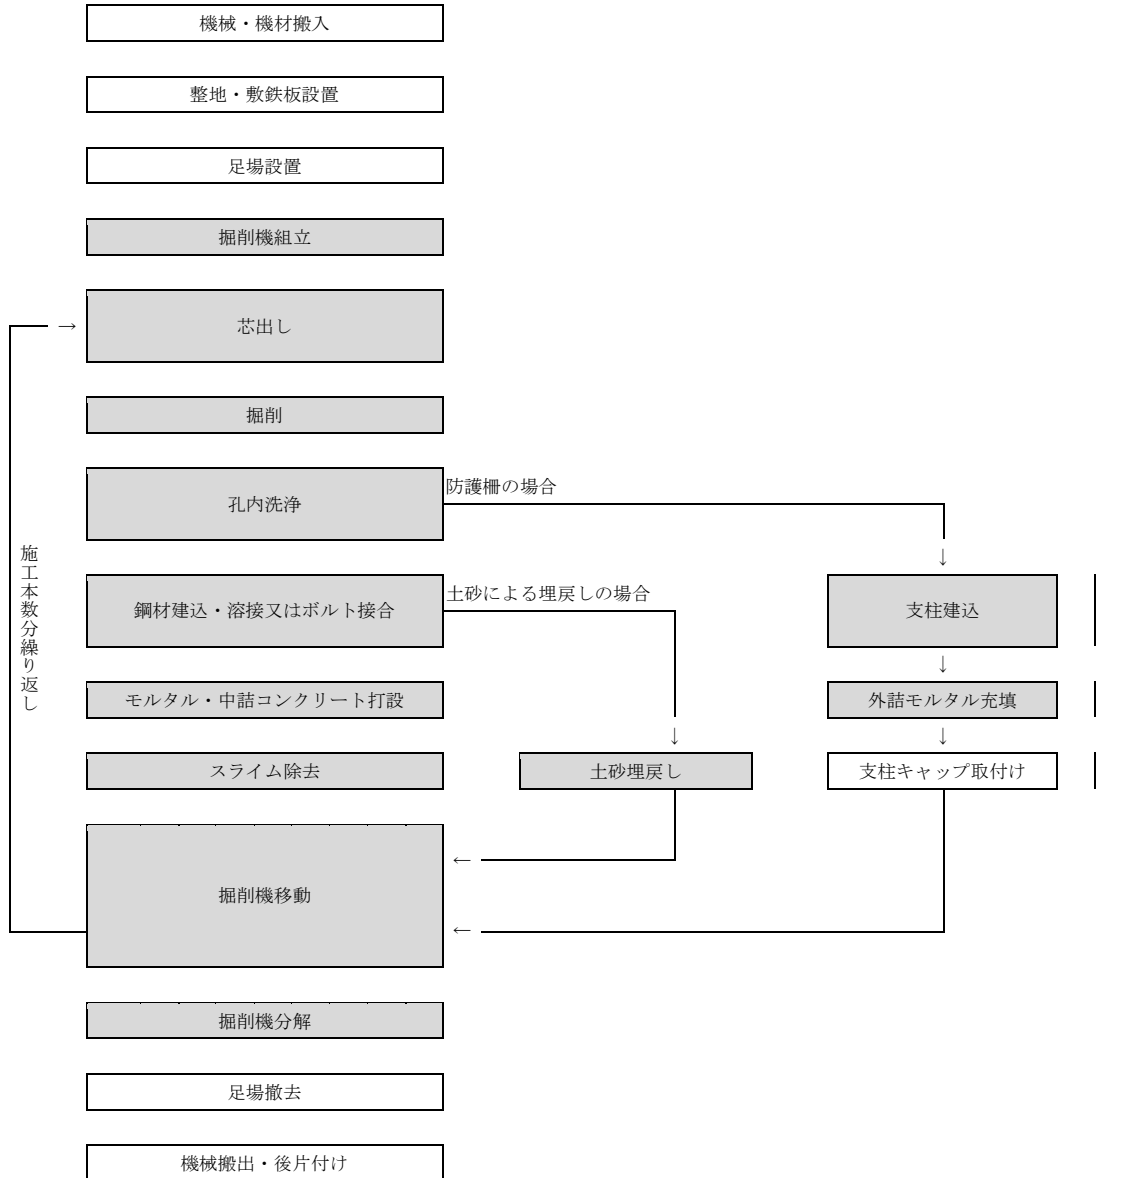 機械・機材搬入
整地・敷鉄板設置
足場設置
掘削機組立
→
芯出し
掘削
孔内洗浄
防護柵の場合
↓
施工本数分繰り返し
鋼材建込・溶接又はボルト接合
土砂による埋戻しの場合
支柱建込
↓
モルタル・中詰コンクリート打設
外詰モルタル充填
↓
↓
スライム除去
土砂埋戻し
支柱キャップ取付け
←
掘削機移動
←
掘削機分解
足場撤去
機械搬出・後片付け